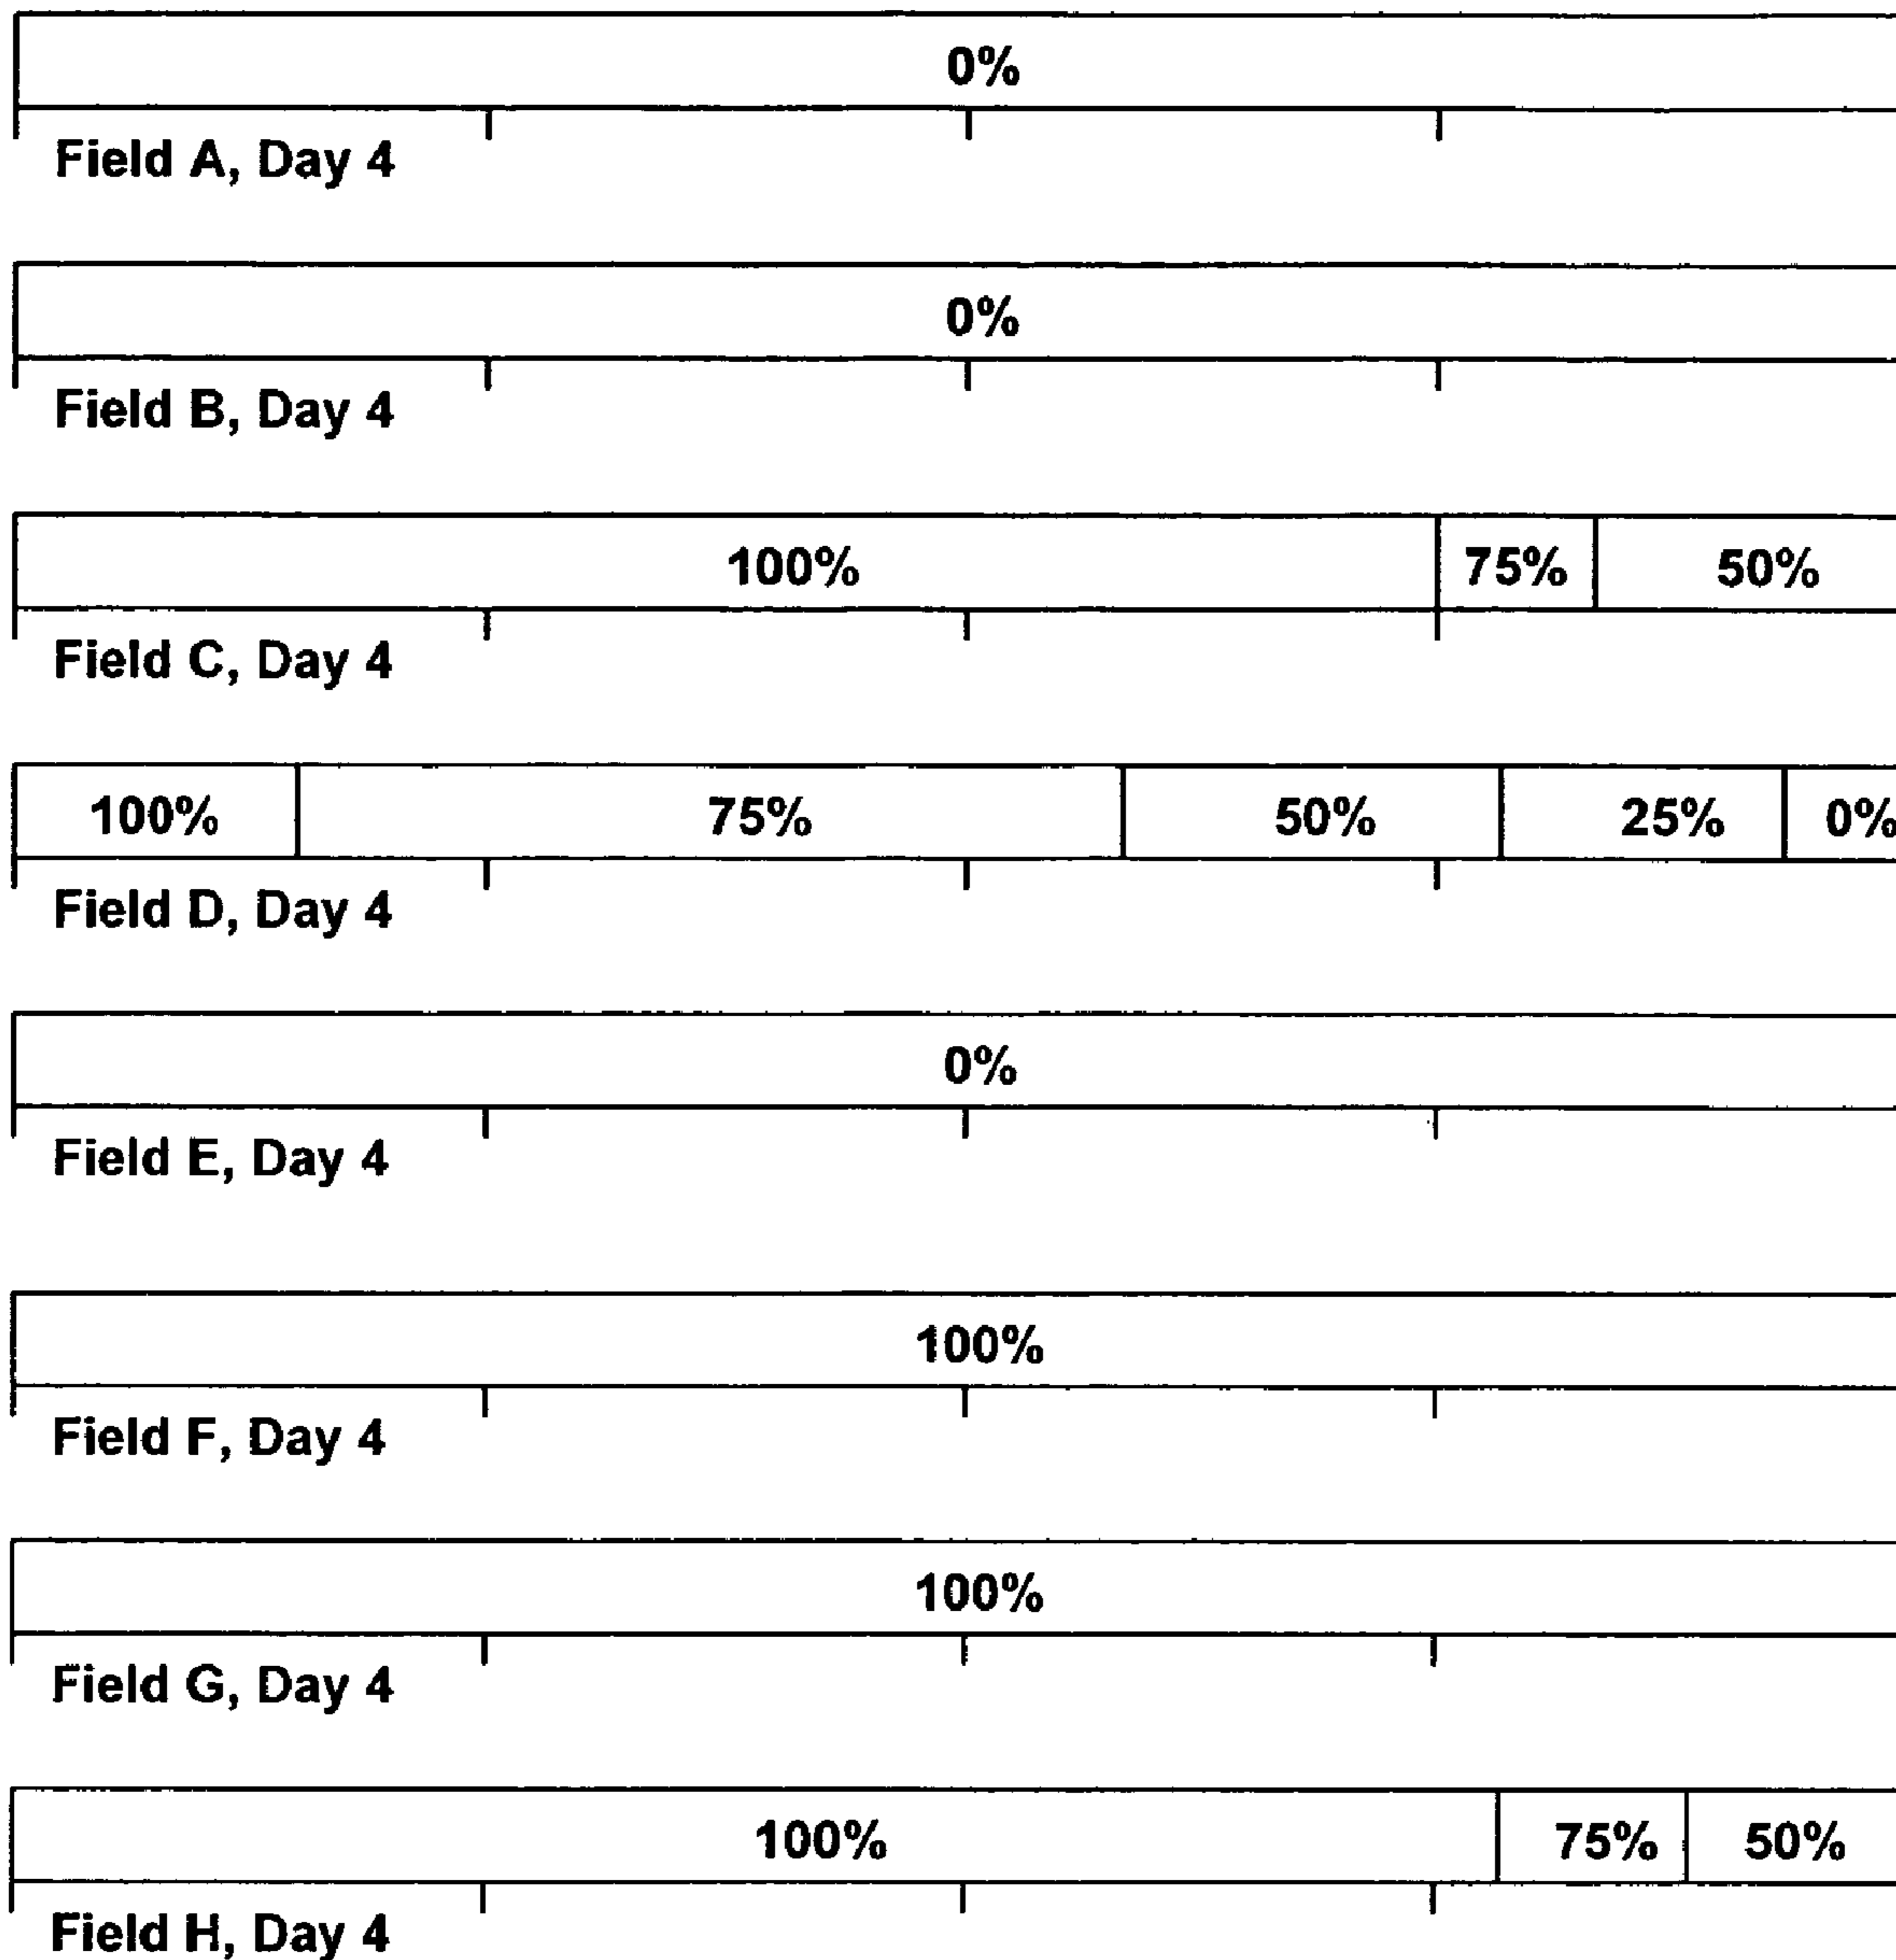 0%
Field A, Day 4
0%
Field B, Day 4
100% 75% 50%
Field C, Day 4
100% 75% 50% 25% 0%
Field D, Day 4
0%
Field E, Day 4
100%
Field F, Day 4
100%
Field G, Day 4
100% 75% 50%
Field H, Day 4